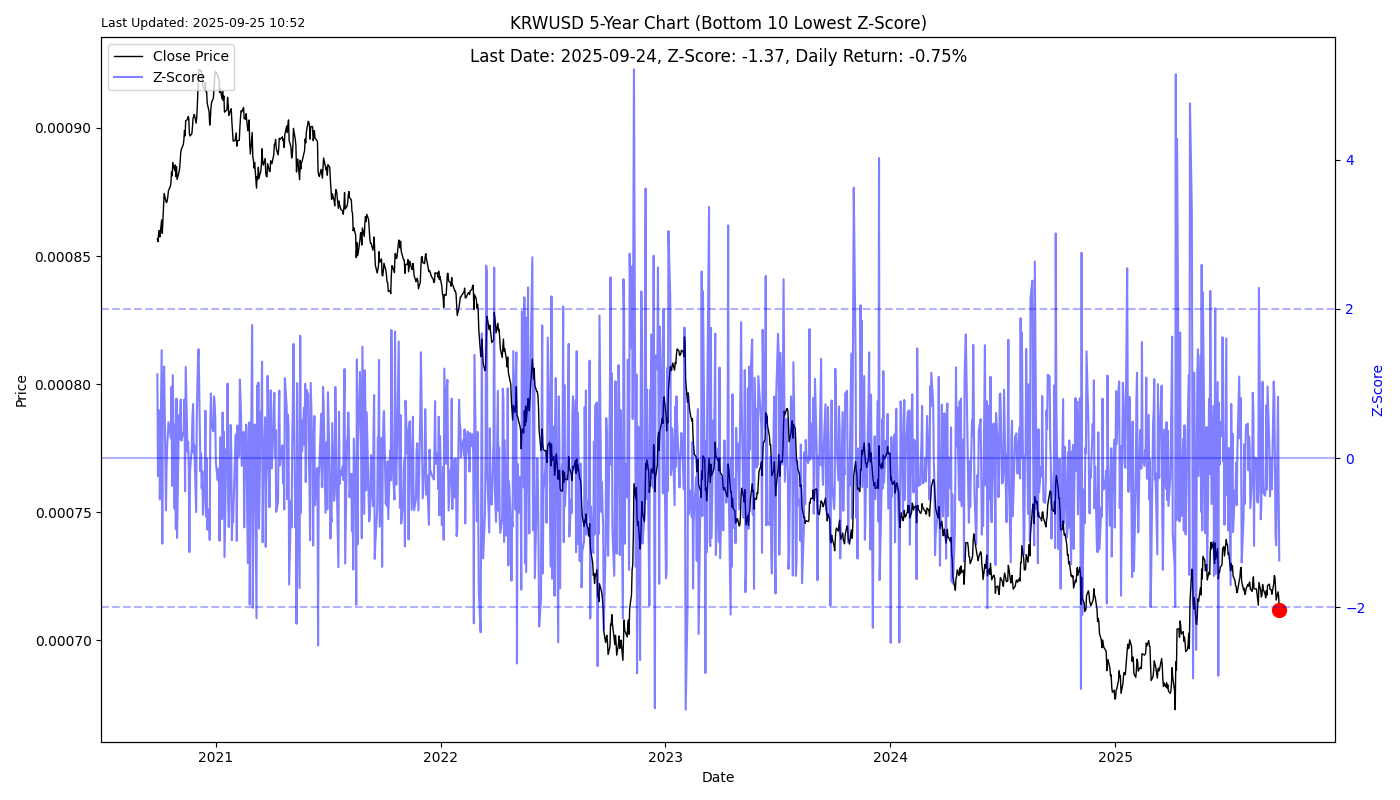 Last Updated: 2025-09-25 10:52
KRWUSD 5-Year Chart (Bottom 10 Lowest Z-Score)
Last Date: 2025-09-24, Z-Score: -1.37, Daily Return: -0.75%
Close Price
Z-Score
0.00090
0.00085
0.00080
0.00075
0.00070
Price
4
2
0
−2
Z-Score
2021
2022
2023
2024
2025
Date